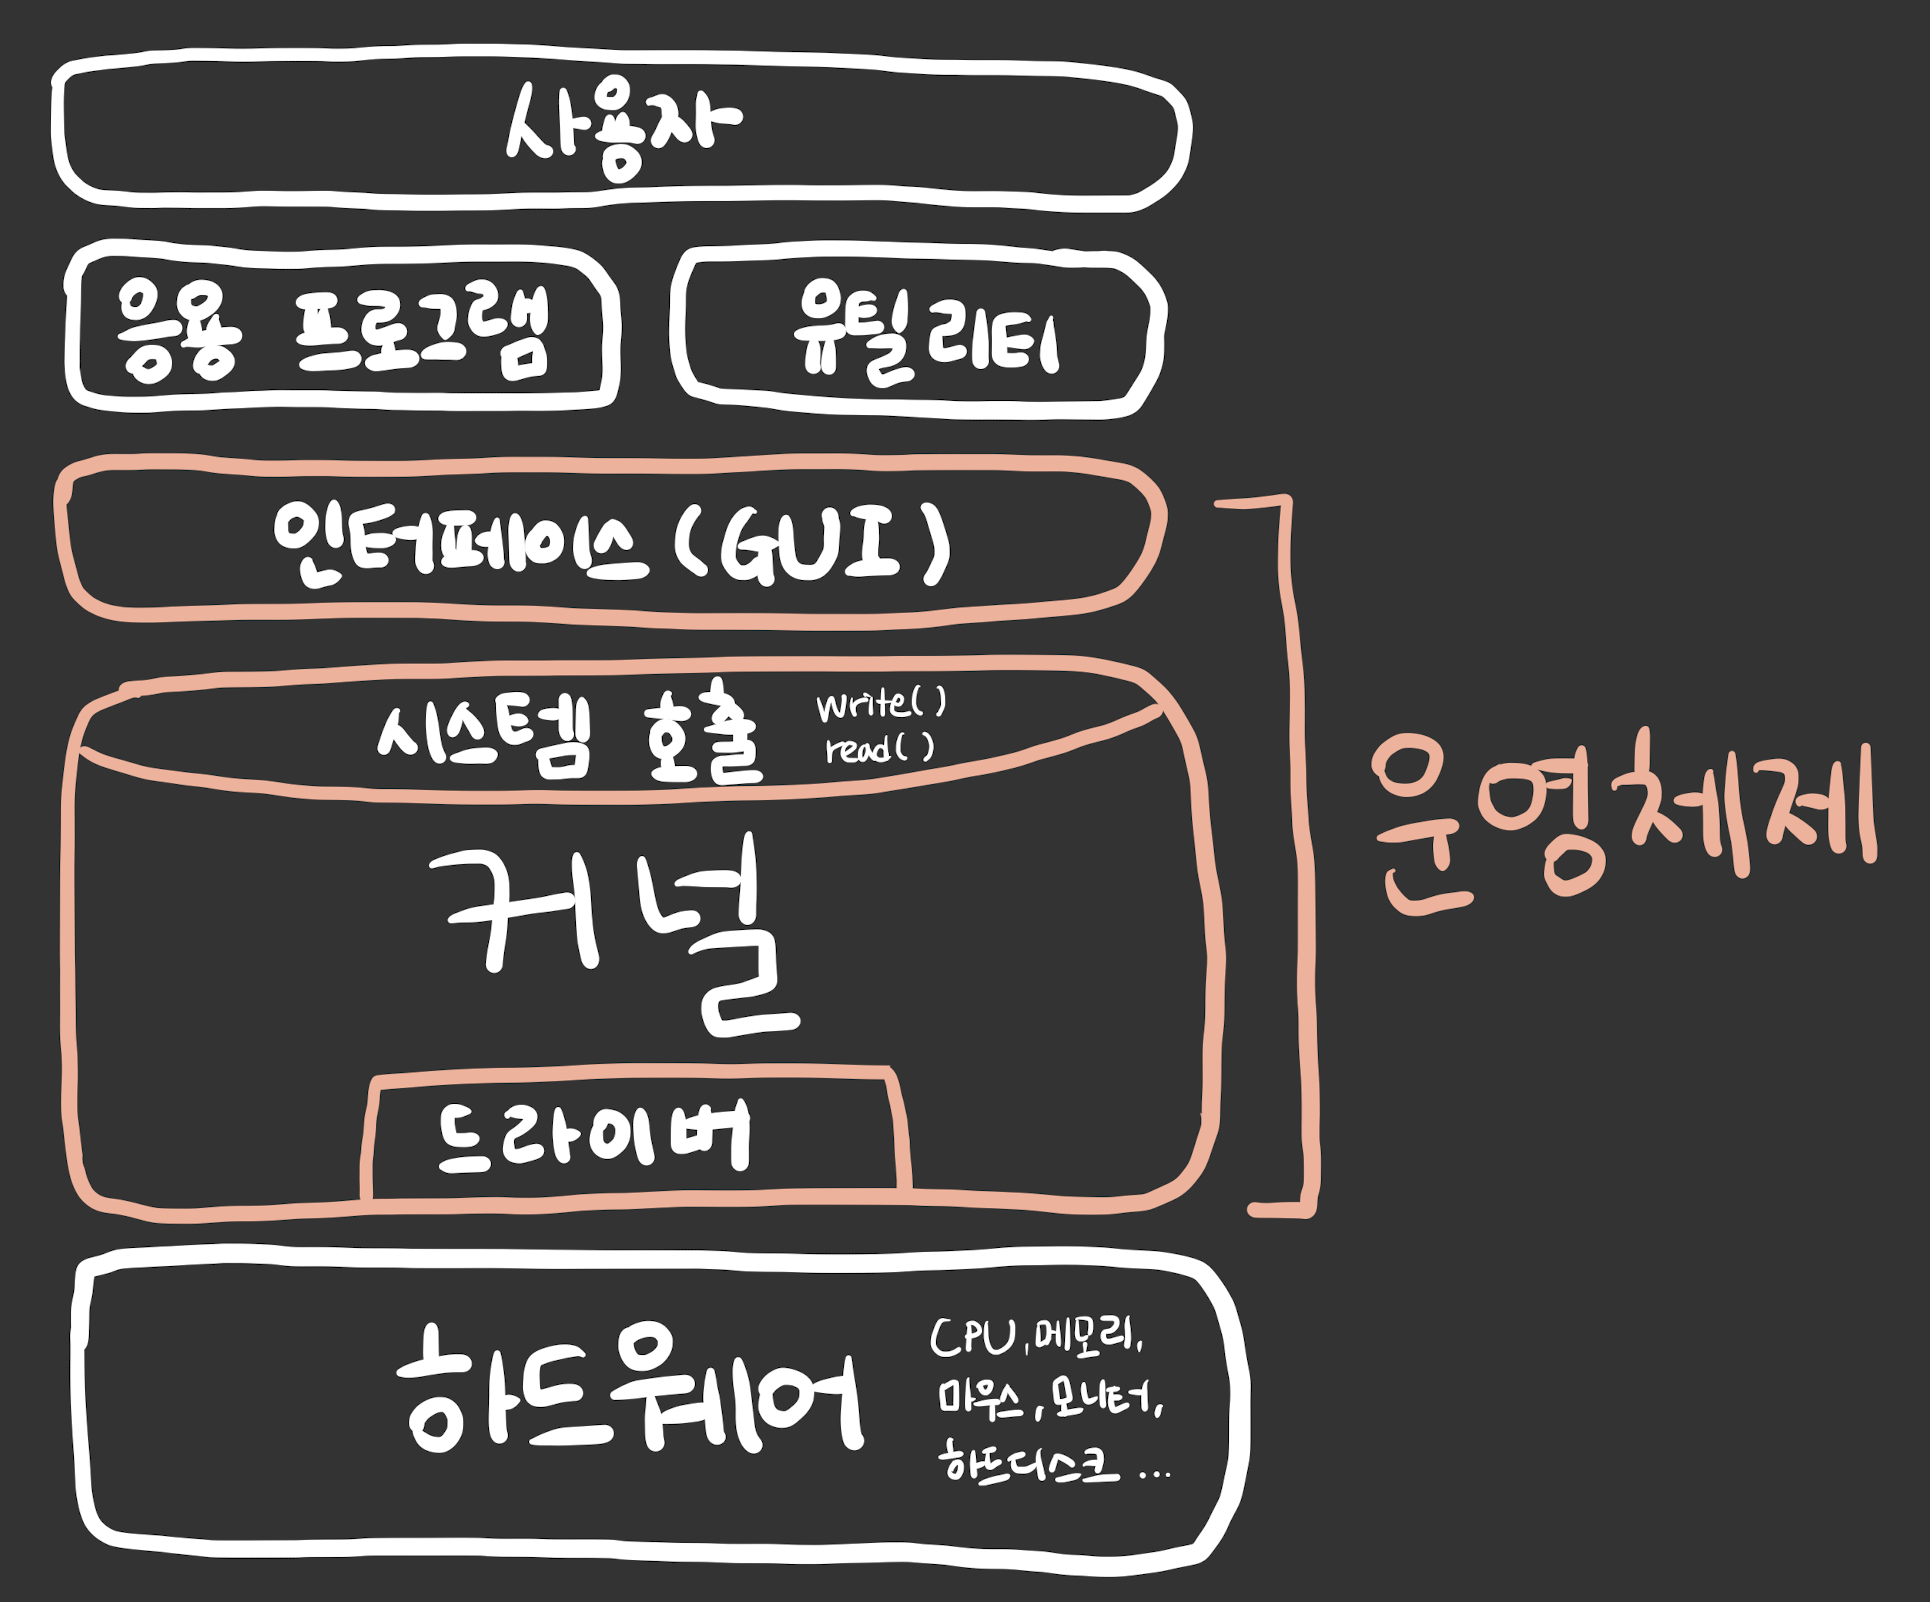 사용자
응용 프로그램
유틸리티
인터페이스 (GUI)
시스템 호출
write( )
read( )
커널
드라이버
운영체제
하드웨어
CPU, 메모리,
마우스, 모니터,
하드디스크 ...